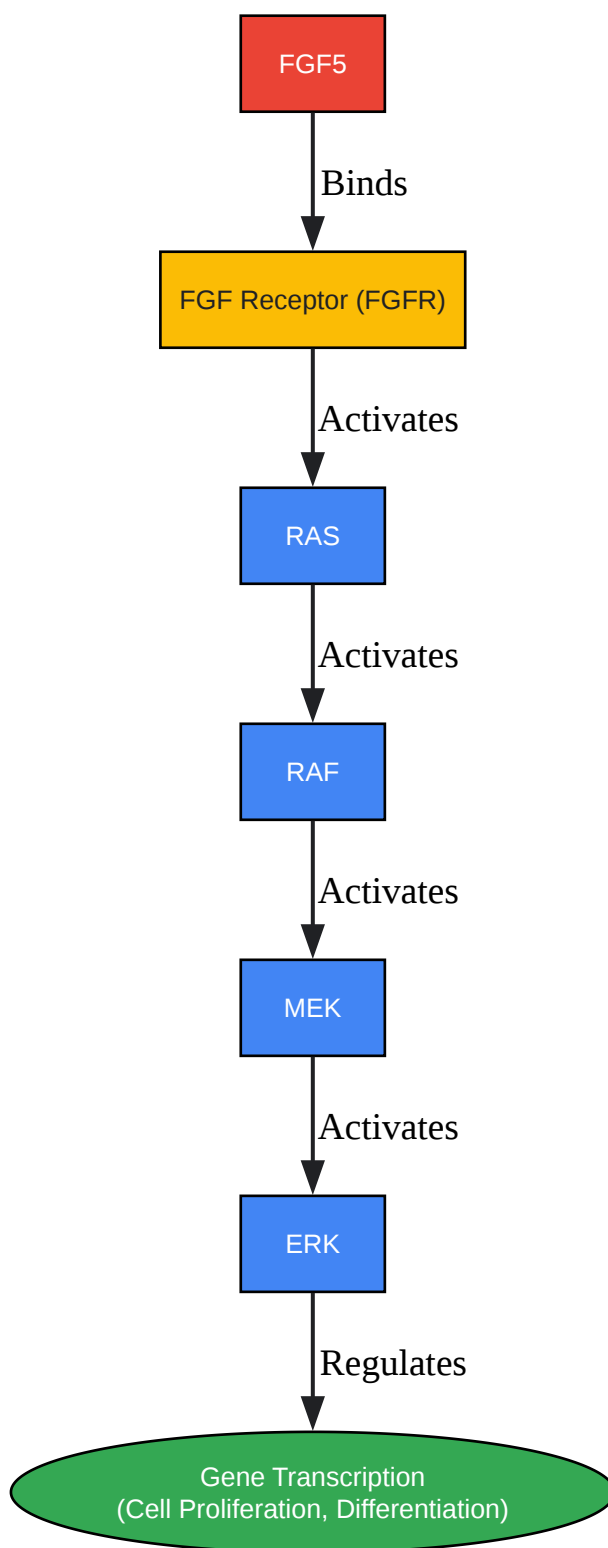 FGF5
Binds
FGF Receptor (FGFR)
Activates
RAS
Activates
RAF
Activates
MEK
Activates
ERK
Regulates
Gene Transcription
(Cell Proliferation, Differentiation)